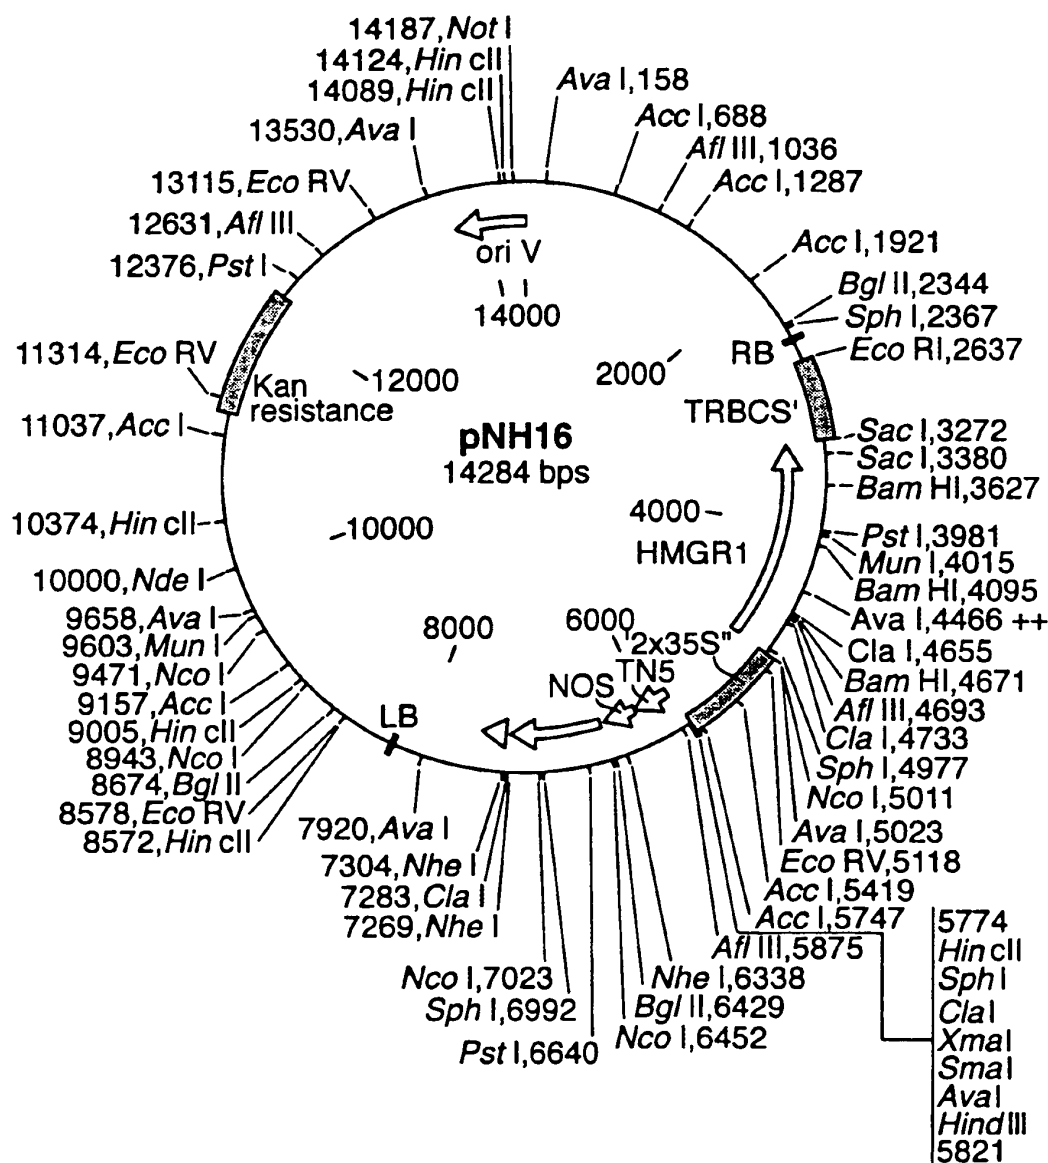 14187, Not I
14124, Hin cII
14089, Hin cII
13530, Ava I
13115, Eco RV
12631, Afl III
12376, Pst I
11314, Eco RV
11037, Acc I
10374, Hin cII
10000, Nde I
9658, Ava I
9603, Mun I
9471, Nco I
9157, Acc I
9005, Hin cII
8943, Nco I
8674, Bgl II
8578, Eco RV
8572, Hin cII
7920, Ava I
7304, Nhe I
7283, Cla I
7269, Nhe I
Ava I,158
Acc I,688
Afl III,1036
Acc I,1287
Acc I,1921
Bgl II,2344
Sph I,2367
Eco RI,2637
Sac I,3272
Sac I,3380
Bam HI,3627
Pst I,3981
Mun I,4015
Bam HI,4095
Ava I,4466 ++
Cla I,4655
Bam HI,4671
Afl III,4693
Cla I,4733
Sph I,4977
Nco I,5011
Ava I,5023
Eco RV,5118
Acc I,5419
Acc I,5747
Afl III,5875
Nhe I,6338
Bgl II,6429
Nco I,6452
Nco I,7023
Sph I,6992
Pst I,6640
5774
Hin cII
Sph I
Cla I
Xma I
Sma I
Ava I
Hind III
5821
ori V
14000
12000
2000
RB
Kan
resistance
TRBCS'
pNH16
14284 bps
4000
10000
HMGR1
8000
6000
"2x35S"
TN5
NOS
LB